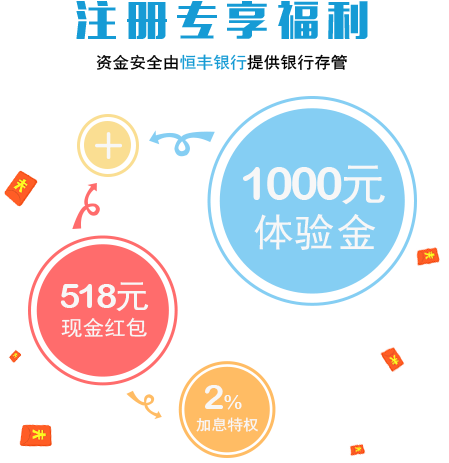 注册专享福利
资金安全由恒丰银行提供银行存管
1000元
体验金
518元
现金红包
2%
加息特权